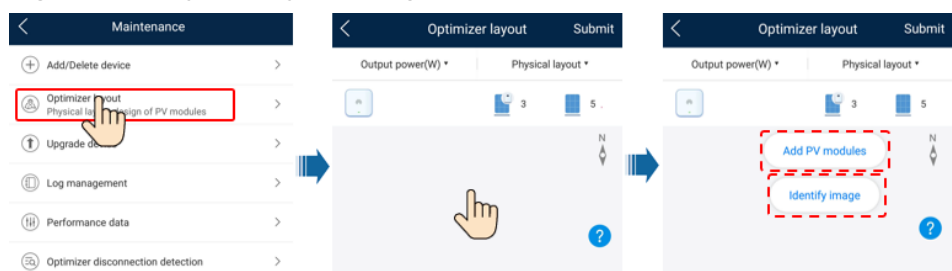 Maintenance
Add/Delete device
Optimizer layout
Physical layout design of PV modules
Upgrade device
Log management
Performance data
Optimizer disconnection detection
Optimizer layout Submit
Output power(W) Physical layout
3 5
N
?
Optimizer layout Submit
Output power(W) Physical layout
3 5
N
Add PV modules
Identify image
?